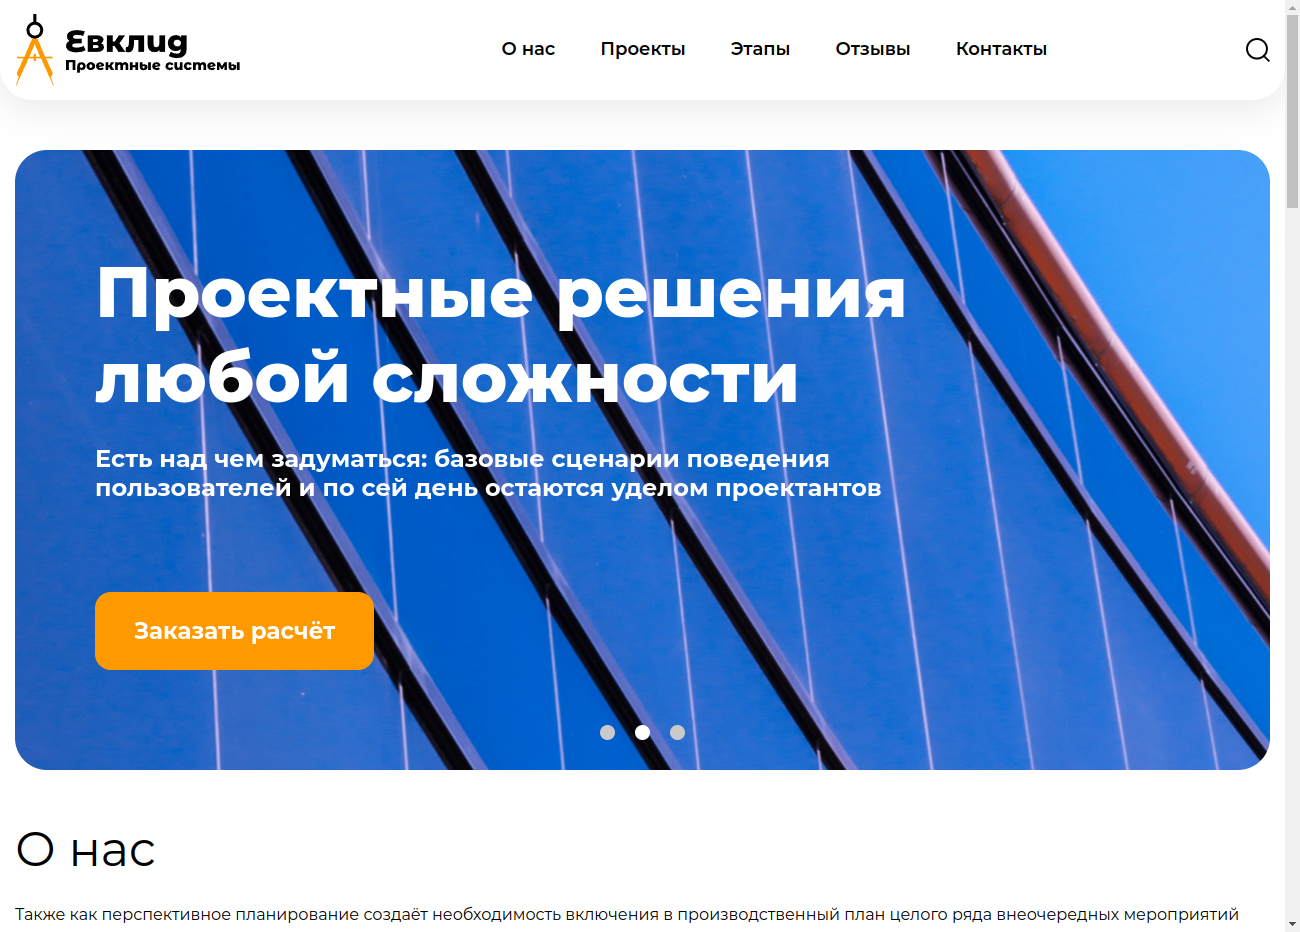 Евклид
Проектные системы
О нас
Проекты
Этапы
Отзывы
Контакты
Проектные решения
любой сложности
Есть над чем задуматься: базовые сценарии поведения
пользователей и по сей день остаются уделом проектантов
Заказать расчёт
О нас
Также как перспективное планирование создаёт необходимость включения в производственный план целого ряда внеочередных мероприятий